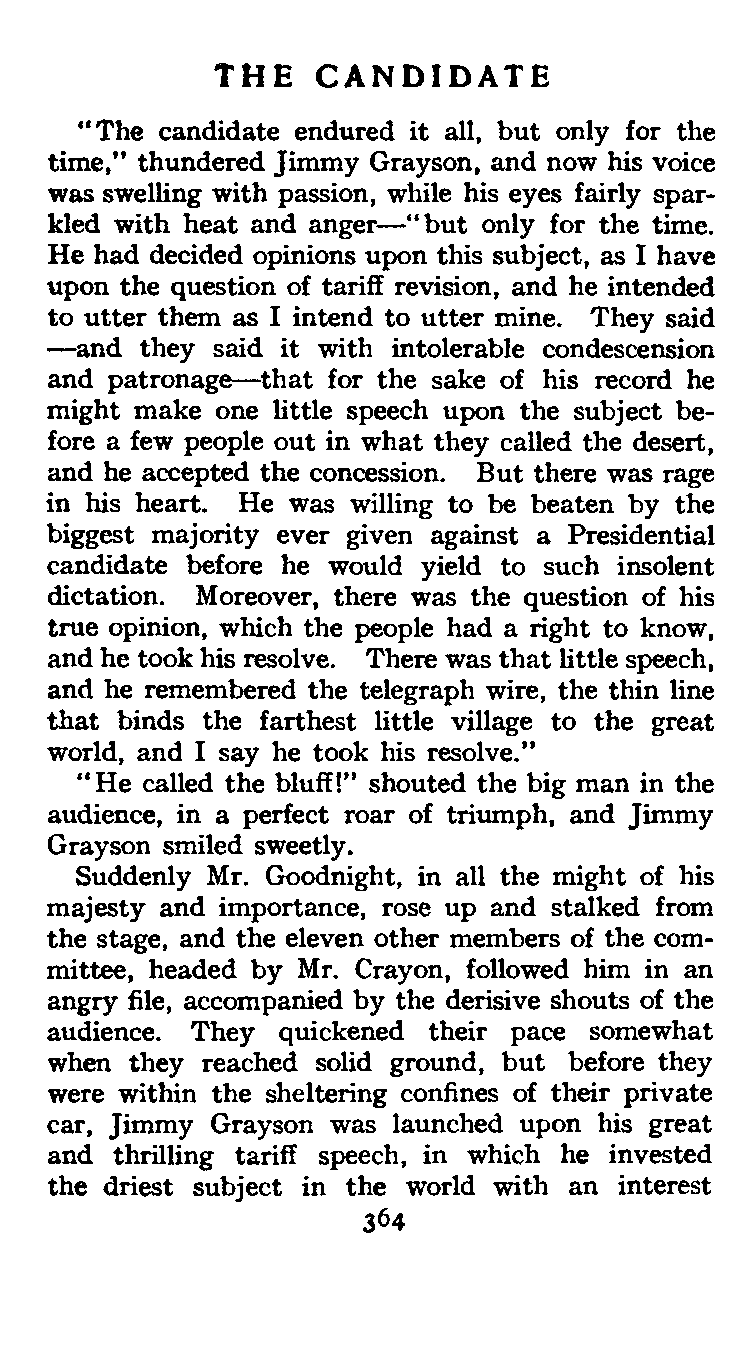 THE CANDIDATE
"The candidate endured it all, but only for the
time," thundered Jimmy Grayson, and now his voice
was swelling with passion, while his eyes fairly spar-
kled with heat and anger—"but only for the time.
He had decided opinions upon this subject, as I have
upon the question of tariff revision, and he intended
to utter them as I intend to utter mine. They said
—and they said it with intolerable condescension
and patronage—that for the sake of his record he
might make one little speech upon the subject be-
fore a few people out in what they called the desert,
and he accepted the concession. But there was rage
in his heart. He was willing to be beaten by the
biggest majority ever given against a Presidential
candidate before he would yield to such insolent
dictation. Moreover, there was the question of his
true opinion, which the people had a right to know,
and he took his resolve. There was that little speech,
and he remembered the telegraph wire, the thin line
that binds the farthest little village to the great
world, and I say he took his resolve."
"He called the bluff!" shouted the big man in the
audience, in a perfect roar of triumph, and Jimmy
Grayson smiled sweetly.
Suddenly Mr. Goodnight, in all the might of his
majesty and importance, rose up and stalked from
the stage, and the eleven other members of the com-
mittee, headed by Mr. Crayon, followed him in an
angry file, accompanied by the derisive shouts of the
audience. They quickened their pace somewhat
when they reached solid ground, but before they
were within the sheltering confines of their private
car, Jimmy Grayson was launched upon his great
and thrilling tariff speech, in which he invested
the driest subject in the world with an interest
364